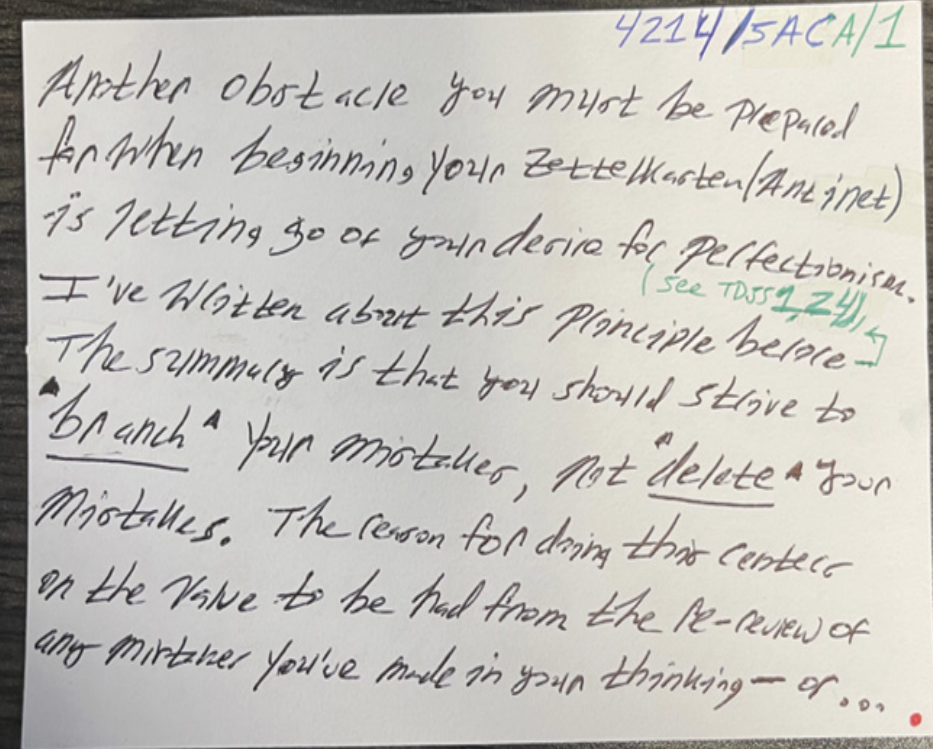 4214/5ACA/1
Another obstacle you must be prepared
for when beginning your Zettelkasten/Antinet)
is letting go of your desire for perfectionism.
(see TDSS1,24),
I've written about this principle before
The summary is that you should strive to
"branch" your mistakes, not "delete" your
mistakes. The reason for doing this centers
on the value to be had from the re-review of
any mistakes you've made in your thinking — or...